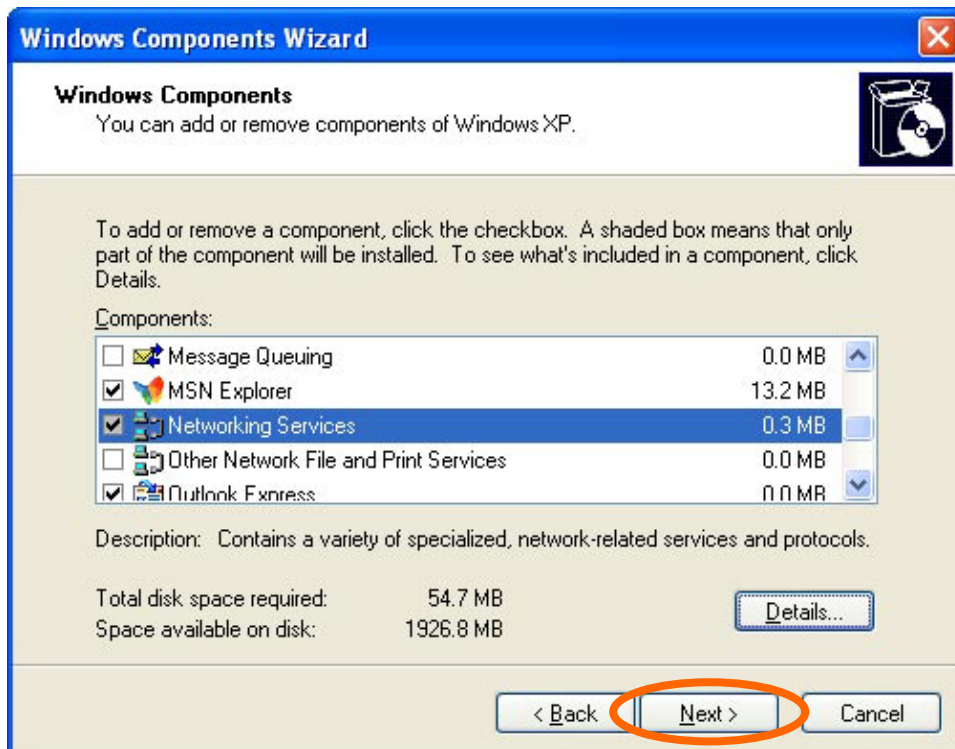 Windows Components Wizard
Windows Components
You can add or remove components of Windows XP.
To add or remove a component, click the checkbox. A shaded box means that only
part of the component will be installed. To see what's included in a component, click
Details.
Components:
Message Queuing 0.0 MB
MSN Explorer 13.2 MB
Networking Services 0.3 MB
Other Network File and Print Services 0.0 MB
Outlook Express 0.0 MB
Description: Contains a variety of specialized, network-related services and protocols.
Total disk space required: 54.7 MB
Space available on disk: 1926.8 MB
Details...
< Back Next > Cancel